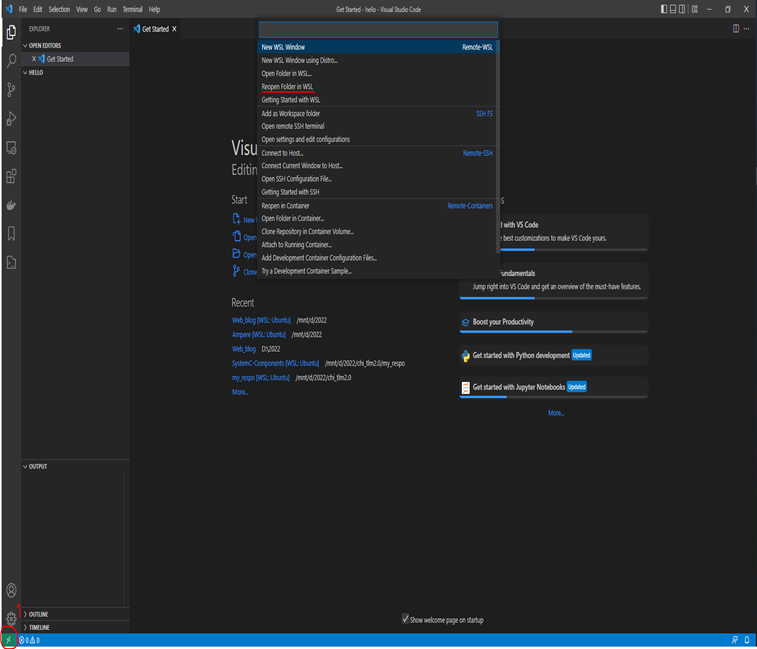 File Edit Selection View Go Run Terminal Help
Get Started - hello - Visual Studio Code
EXPLORER
OPEN EDITORS
Get Started
HELLO
Get Started
New WSL Window Remote-WSL
New WSL Window using Distro...
Open Folder in WSL...
Reopen Folder in WSL
Getting Started with WSL
Add as Workspace folder SSH FS
Open remote SSH terminal
Open settings and edit configurations
Connect to Host... Remote-SSH
Connect Current Window to Host...
Open SSH Configuration File...
Getting Started with SSH
Reopen in Container Remote-Containers
Open Folder in Container...
Clone Repository in Container Volume...
Attach to Running Container...
Add Development Container Configuration Files...
Try a Development Container Sample...
Visu
Editin
Start
New
Open
Open
Clone
Recent
Web_blog [WSL: Ubuntu] /mnt/d/2022
Ampere [WSL: Ubuntu] /mnt/d/2022
Web_blog D:\2022
SystemC-Components [WSL: Ubuntu] /mnt/d/2022/chi_tlm2.0/my_respo
my_respo [WSL: Ubuntu] /mnt/d/2022/chi_tlm2.0
More...
d with VS Code
best customizations to make VS Code yours.
undamentals
Jump right into VS Code and get an overview of the must-have features.
Boost your Productivity
Get started with Python development Updated
Get started with Jupyter Notebooks Updated
More...
Show welcome page on startup
OUTPUT
OUTLINE
TIMELINE
0 0